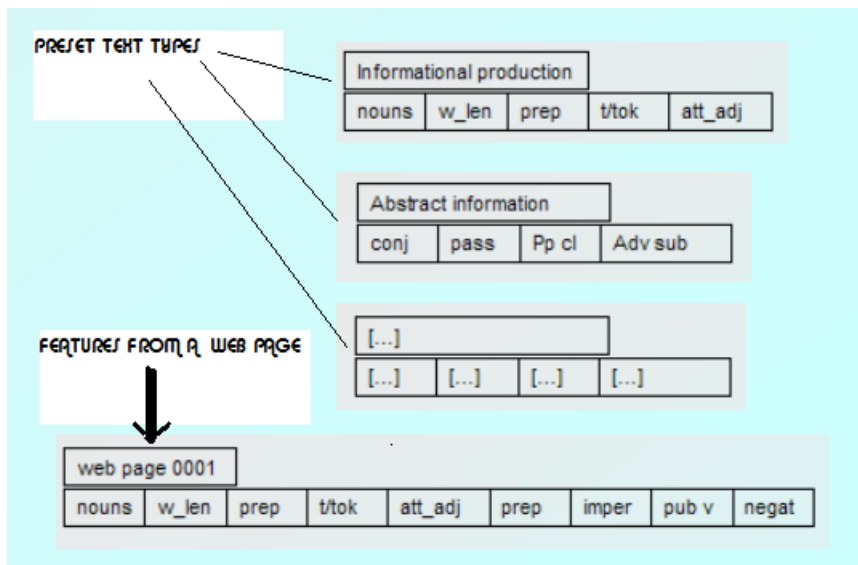 PRESET TEXT TYPES
Informational production
nouns w_len prep t/tok att_adj
Abstract information
conj pass Pp cl Adv sub
[...]
[...] [...] [...] [...]
FEATURES FROM A WEB PAGE
web page 0001
nouns w_len prep t/tok att_adj prep imper pub v negat